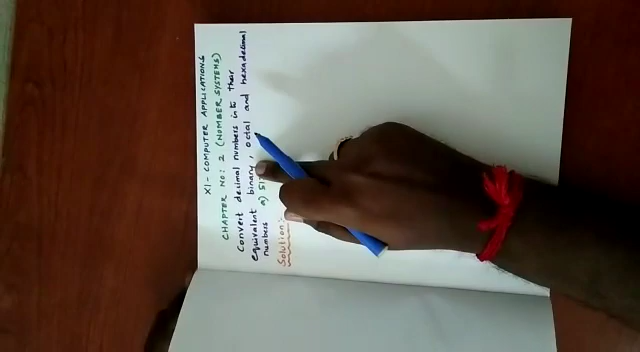 XI - COMPUTER APPLICATIONS
CHAPTER NO: 2 (NUMBER SYSTEMS)
Convert decimal numbers into their
equivalent binary, octal and hexadecimal
numbers a)
Solution:-